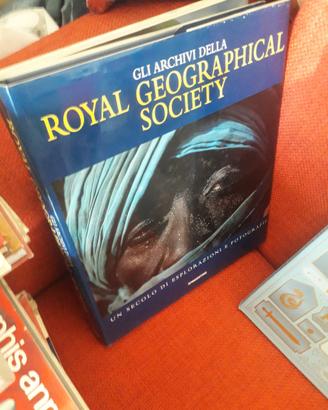 GLI ARCHIVI DELLA
ROYAL GEOGRAPHICAL
SOCIETY
UN SECOLO DI ESPLORAZIONI E FOTOGRAFIE